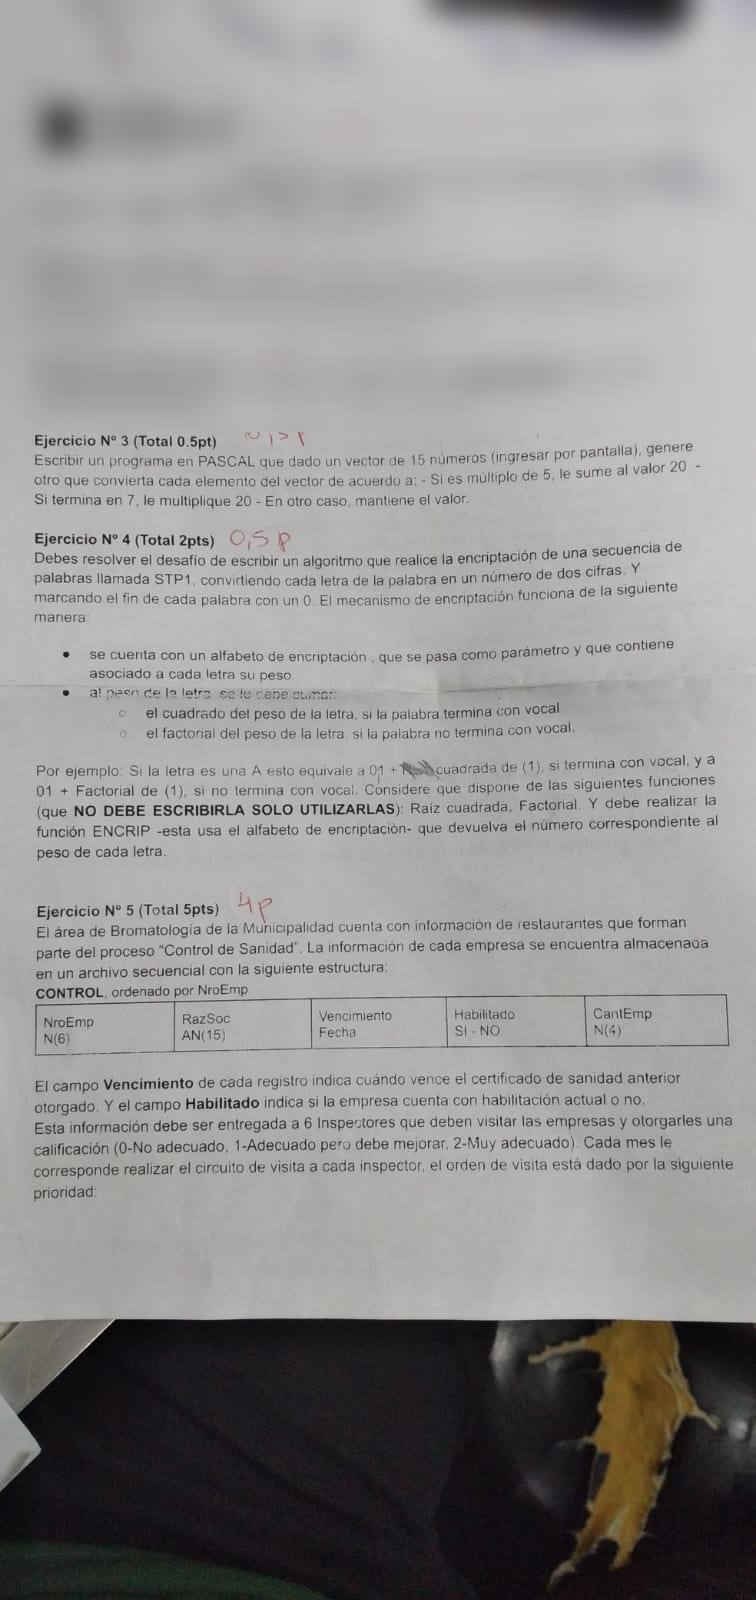 Ejercicio Nº 3 (Total 0.5pt)
Escribir un programa en PASCAL que dado un vector de 15 números (ingresar por pantalla), genere
otro que convierta cada elemento del vector de acuerdo a: - Si es múltiplo de 5, le sume al valor 20 -
Si termina en 7, le multiplique 20 - En otro caso, mantiene el valor.
Ejercicio Nº 4 (Total 2pts) 0,5 p
Debes resolver el desafío de escribir un algoritmo que realice la encriptación de una secuencia de
palabras llamada STP1, convirtiendo cada letra de la palabra en un número de dos cifras. Y
marcando el fin de cada palabra con un 0. El mecanismo de encriptación funciona de la siguiente
manera:
• se cuenta con un alfabeto de encriptación , que se pasa como parámetro y que contiene
asociado a cada letra su peso.
• al peso de la letra se le debe sumar:
○ el cuadrado del peso de la letra, si la palabra termina con vocal.
○ el factorial del peso de la letra, si la palabra no termina con vocal.
Por ejemplo: Si la letra es una A esto equivale a 01 + cuadrada de (1), si termina con vocal, y a
01 + Factorial de (1), si no termina con vocal. Considere que dispone de las siguientes funciones
(que NO DEBE ESCRIBIRLA SOLO UTILIZARLAS): Raíz cuadrada, Factorial. Y debe realizar la
función ENCRIP -esta usa el alfabeto de encriptaciòn- que devuelva el número correspondiente al
peso de cada letra.
Ejercicio Nº 5 (Total 5pts) 4p
El área de Bromatología de la Municipalidad cuenta con información de restaurantes que forman
parte del proceso “Control de Sanidad”. La información de cada empresa se encuentra almacenada
en un archivo secuencial con la siguiente estructura:
CONTROL, ordenado por NroEmp
NroEmp RazSoc Vencimiento Habilitado CantEmp
N(6) AN(15) Fecha SI - NO N(4)
El campo Vencimiento de cada registro indica cuándo vence el certificado de sanidad anterior
otorgado. Y el campo Habilitado indica si la empresa cuenta con habilitación actual o no.
Esta información debe ser entregada a 6 Inspectores que deben visitar las empresas y otorgarles una
calificación (0-No adecuado, 1-Adecuado pero debe mejorar, 2-Muy adecuado). Cada mes le
corresponde realizar el circuito de visita a cada inspector, el orden de visita está dado por la siguiente
prioridad: